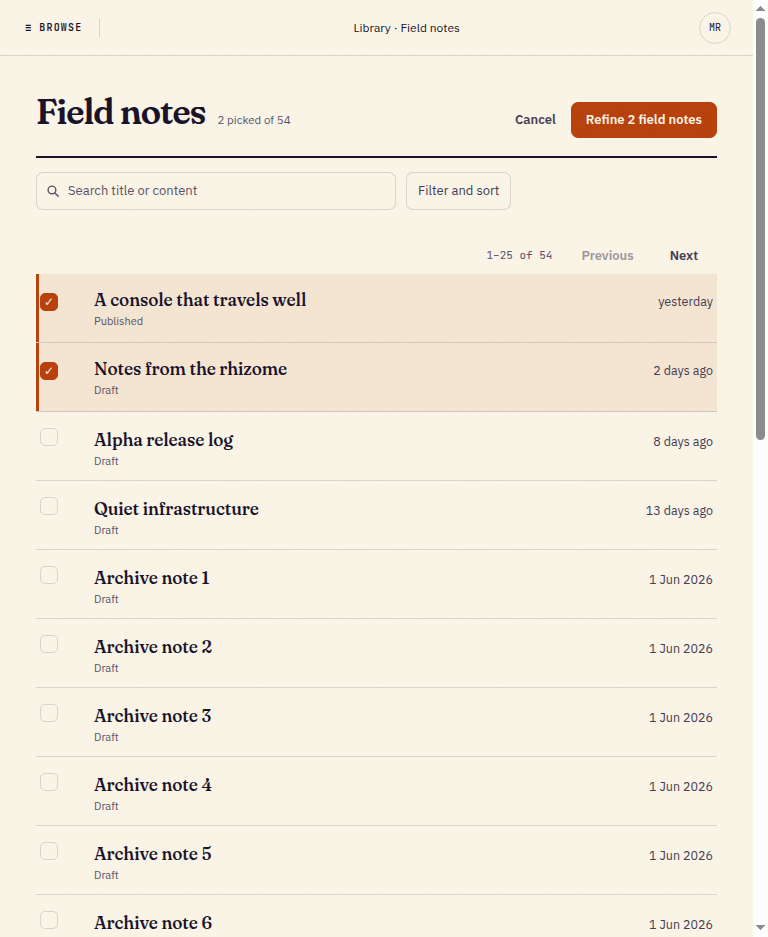 ≡ BROWSE
Library · Field notes
MR
Field notes
2 picked of 54
Cancel
Refine 2 field notes
Search title or content
Filter and sort
1–25 of 54
Previous
Next
A console that travels well
yesterday
Published
Notes from the rhizome
2 days ago
Draft
Alpha release log
8 days ago
Draft
Quiet infrastructure
13 days ago
Draft
Archive note 1
1 Jun 2026
Draft
Archive note 2
1 Jun 2026
Draft
Archive note 3
1 Jun 2026
Draft
Archive note 4
1 Jun 2026
Draft
Archive note 5
1 Jun 2026
Draft
Archive note 6
1 Jun 2026